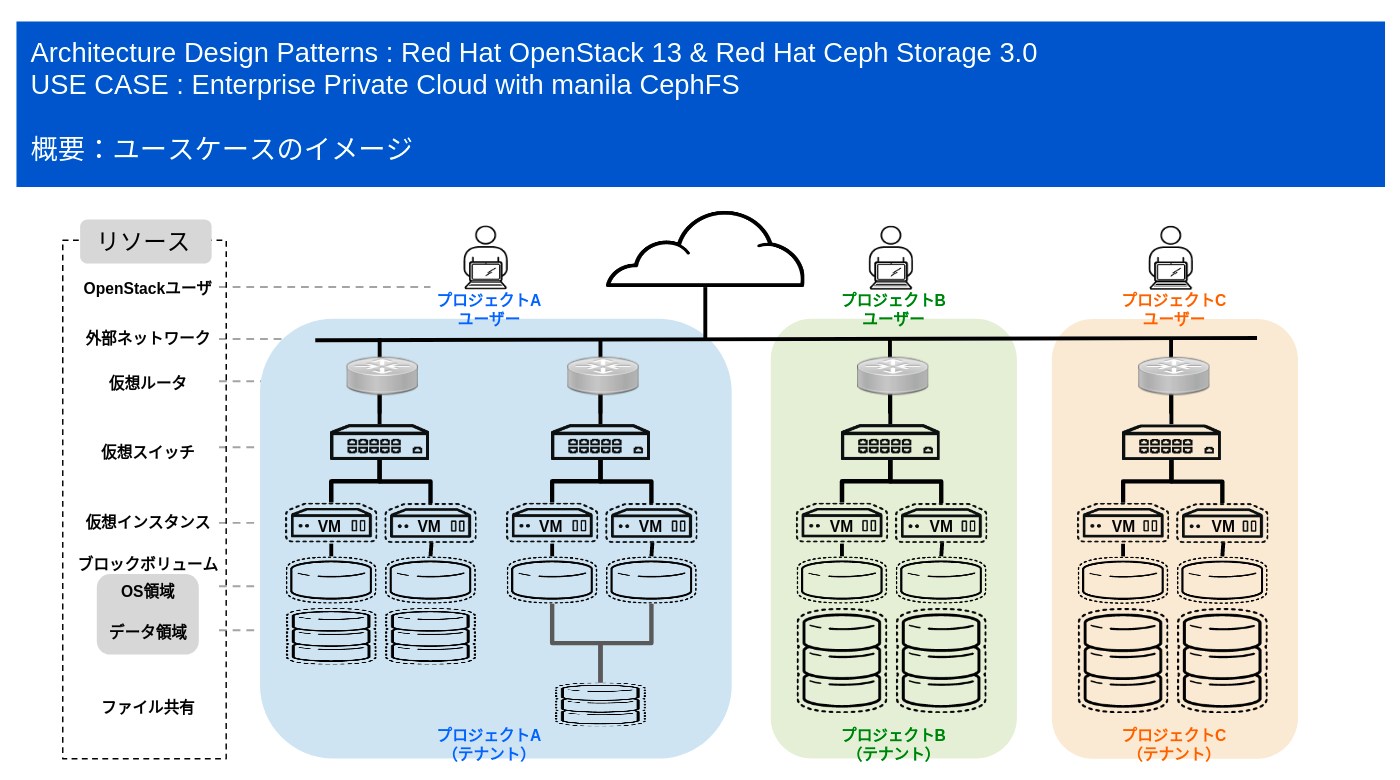 Architecture Design Patterns : Red Hat OpenStack 13 & Red Hat Ceph Storage 3.0
USE CASE : Enterprise Private Cloud with manila CephFS
概要：ユースケースのイメージ
リソース
OpenStackユーザ
外部ネットワーク
仮想ルータ
仮想スイッチ
仮想インスタンス
ブロックボリューム
OS領域
データ領域
ファイル共有
プロジェクトA
ユーザー
プロジェクトB
ユーザー
プロジェクトC
ユーザー
VM
VM
VM
VM
VM
VM
VM
VM
プロジェクトA
（テナント）
プロジェクトB
（テナント）
プロジェクトC
（テナント）